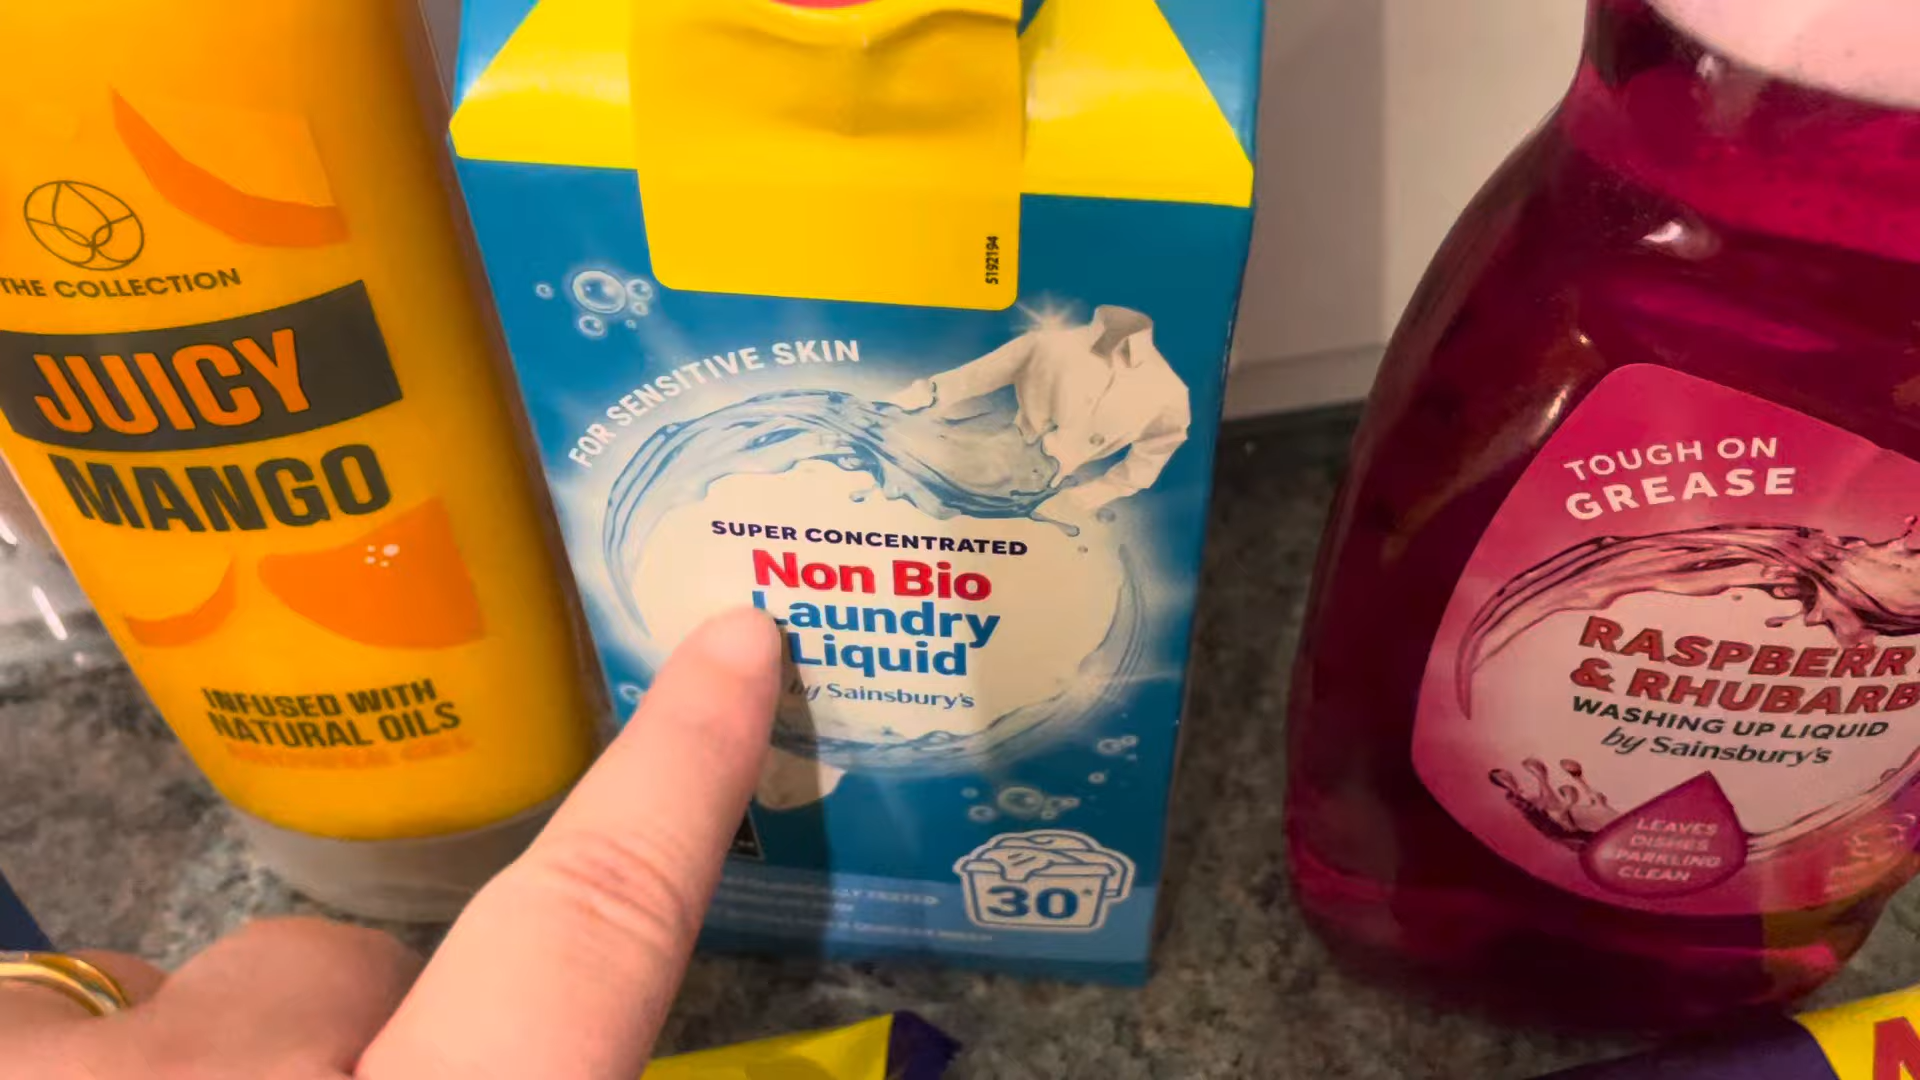 THE COLLECTION
JUICY
MANGO
INFUSED WITH
NATURAL OILS
5192194
FOR SENSITIVE SKIN
SUPER CONCENTRATED
Non Bio
Laundry
Liquid
by Sainsbury's
30*
TOUGH ON
GREASE
RASPBERRY
& RHUBARB
WASHING UP LIQUID
by Sainsbury's
LEAVES
DISHES
SPARKLING
CLEAN